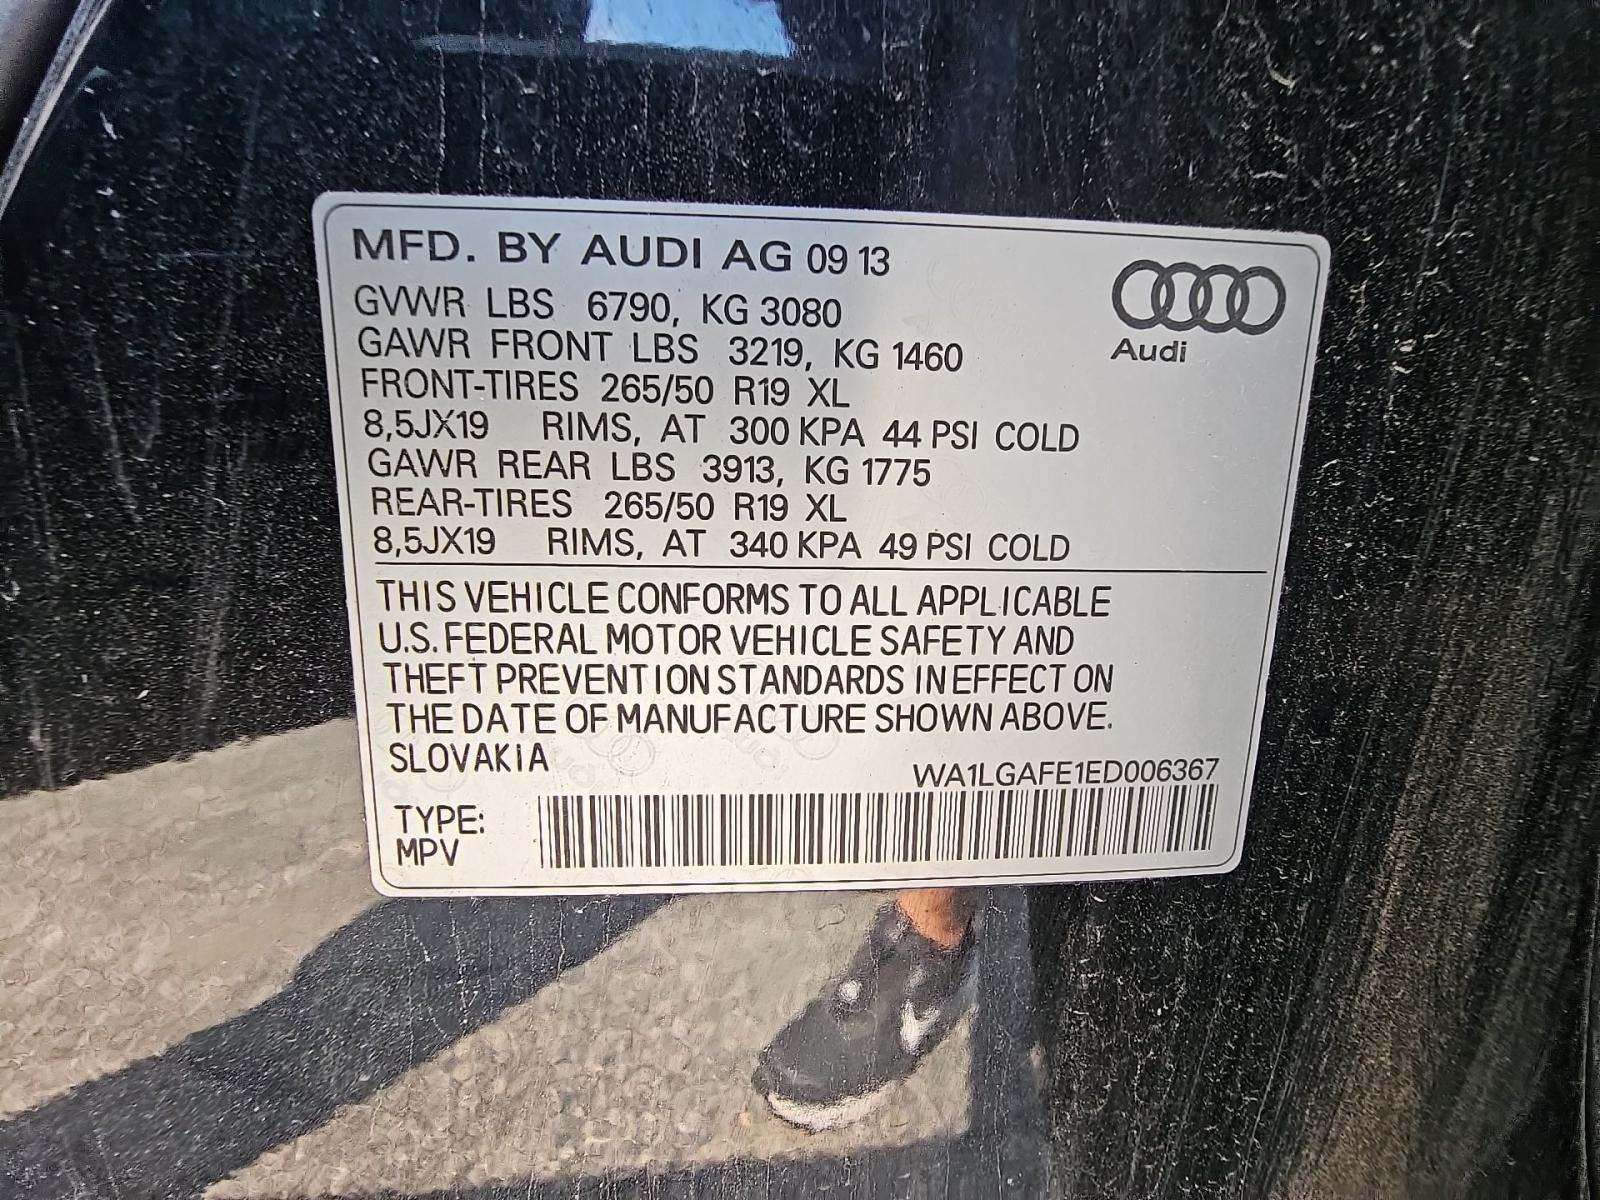 MFD. BY AUDI AG 09 13
Audi
GVWR LBS 6790, KG 3080
GAWR FRONT LBS 3219, KG 1460
FRONT-TIRES 265/50 R19 XL
8,5JX19 RIMS, AT 300 KPA 44 PSI COLD
GAWR REAR LBS 3913, KG 1775
REAR-TIRES 265/50 R19 XL
8,5JX19 RIMS, AT 340 KPA 49 PSI COLD
THIS VEHICLE CONFORMS TO ALL APPLICABLE
U.S. FEDERAL MOTOR VEHICLE SAFETY AND
THEFT PREVENTION STANDARDS IN EFFECT ON
THE DATE OF MANUFACTURE SHOWN ABOVE.
SLOVAKIA
WA1LGAFE1ED006367
TYPE:
MPV